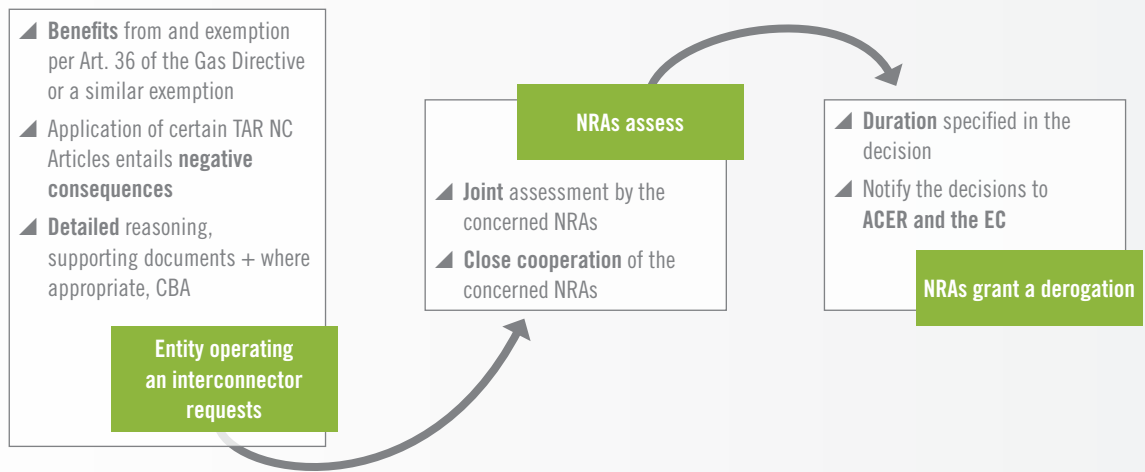 Benefits from and exemption
per Art. 36 of the Gas Directive
or a similar exemption
Application of certain TAR NC
Articles entails negative
consequences
Detailed reasoning,
supporting documents + where
appropriate, CBA
Entity operating
an interconnector
requests
NRAs assess
Joint assessment by the
concerned NRAs
Close cooperation of the
concerned NRAs
Duration specified in the
decision
Notify the decisions to
ACER and the EC
NRAs grant a derogation